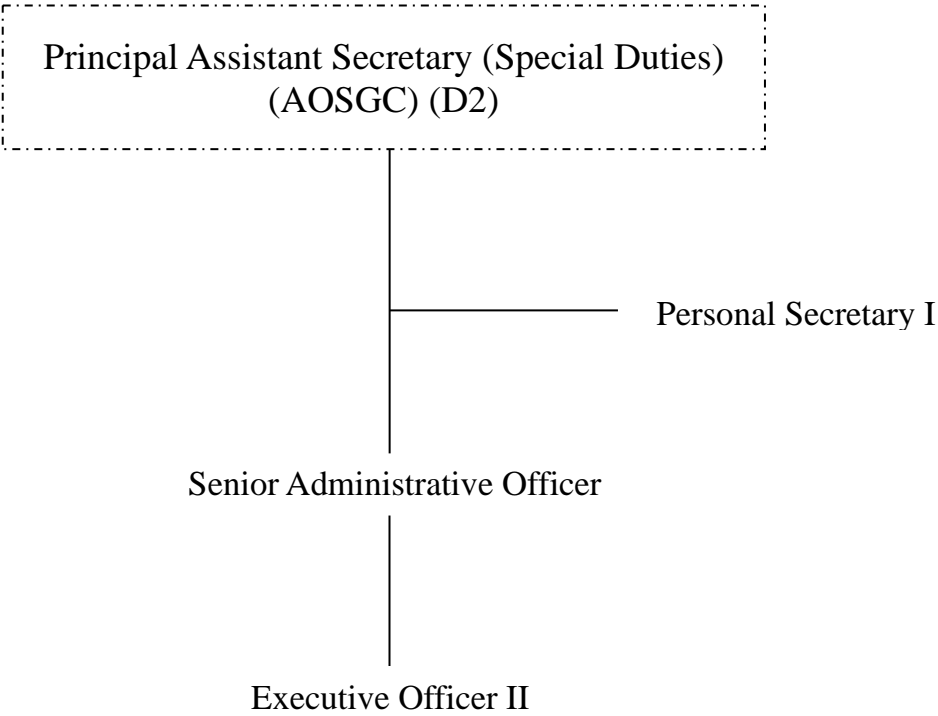 Principal Assistant Secretary (Special Duties)
(AOSGC) (D2)
Personal Secretary I
Senior Administrative Officer
Executive Officer II